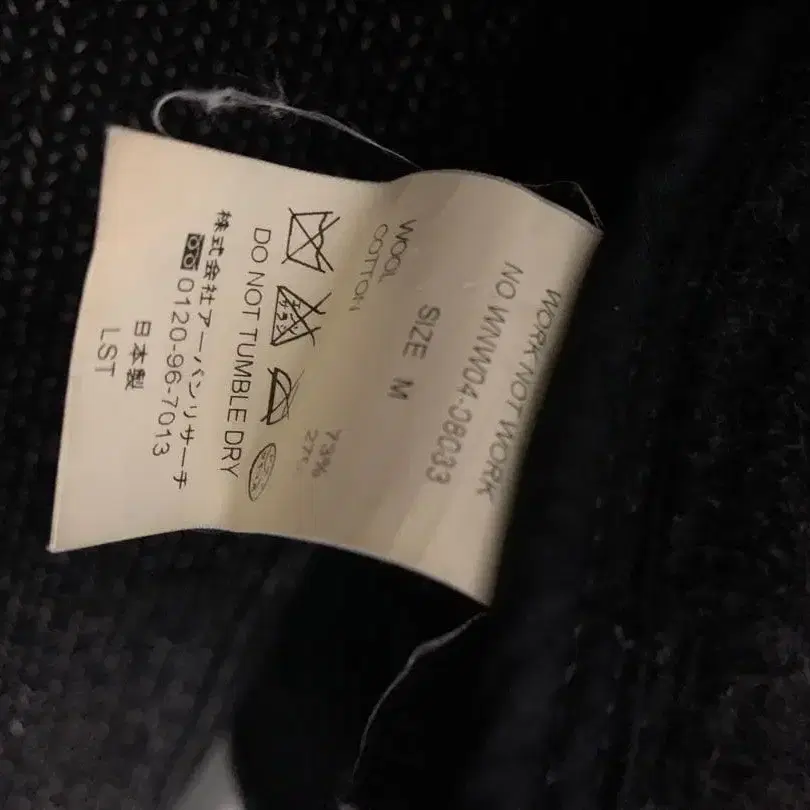 WORK NOT WORK
NO WNW04-08033
SIZE M
WOOL 73%
COTTON 27%
DO NOT TUMBLE DRY
株式会社アーバンリサーチ
0120-96-7013
日本製
LST